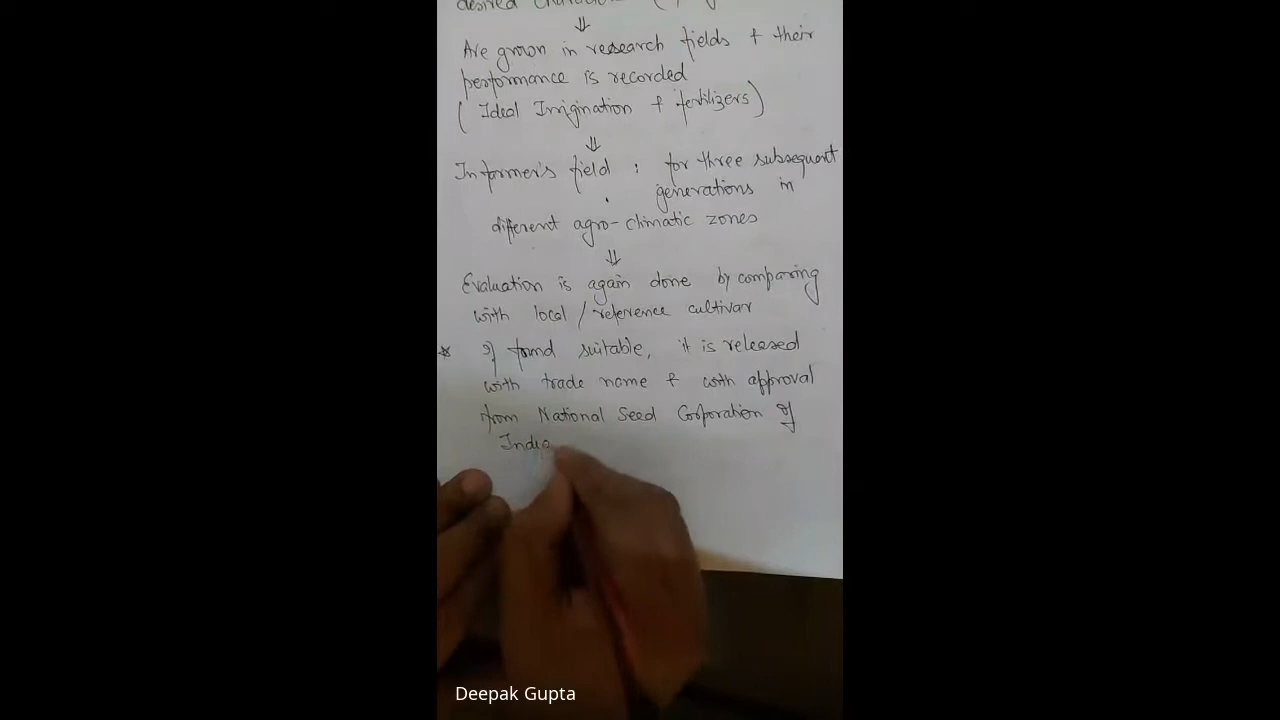 desired
⇓
Are grown in research fields + their
performance is recorded
( Ideal Irrigination + fertilizers)
⇓
In farmer's field : for three subsequent
generations in
different agro-climatic zones
⇓
Evaluation is again done by comparing
with local / reference cultivar
* If found suitable, it is released
with trade name + with approval
from National Seed Corporation of
India
Deepak Gupta